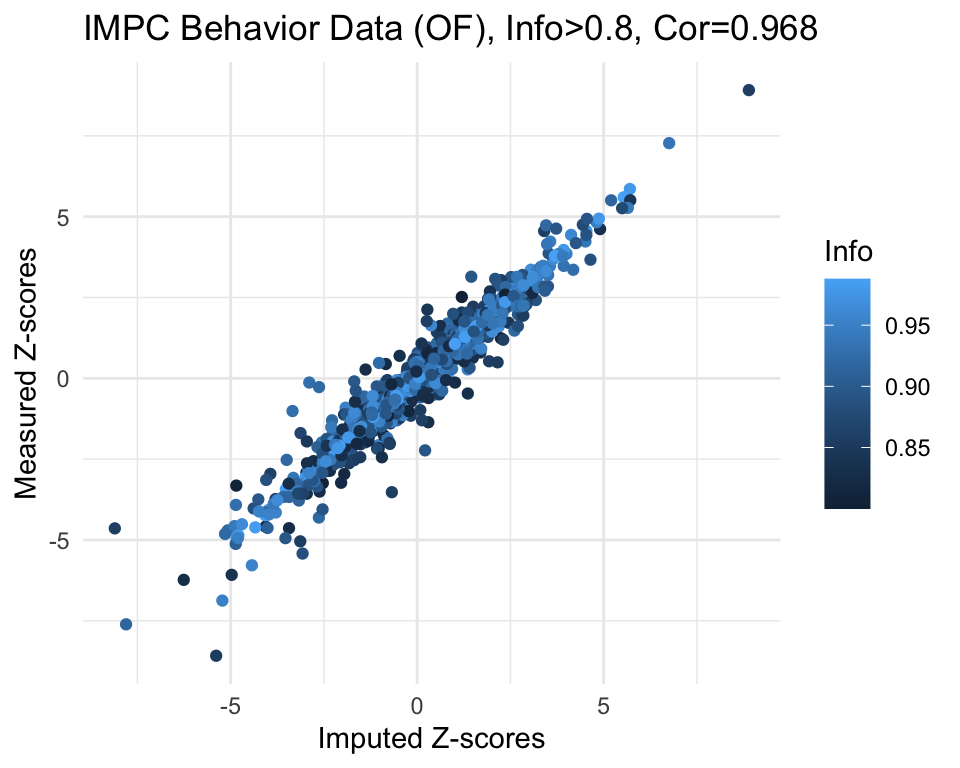 IMPC Behavior Data (OF), Info>0.8, Cor=0.968
Measured Z-scores
5
0
-5
-5
0
5
Imputed Z-scores
Info
0.95
0.90
0.85